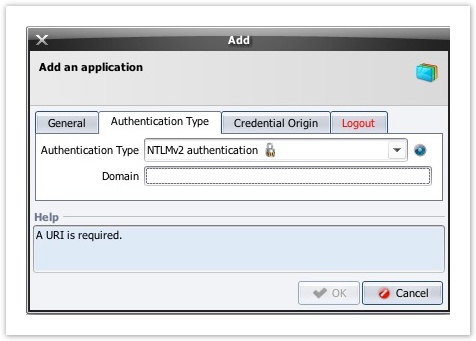 Add
Add an application
General
Authentication Type
Credential Origin
Logout
Authentication Type NTLMv2 authentication
Domain
Help
A URI is required.
OK
Cancel